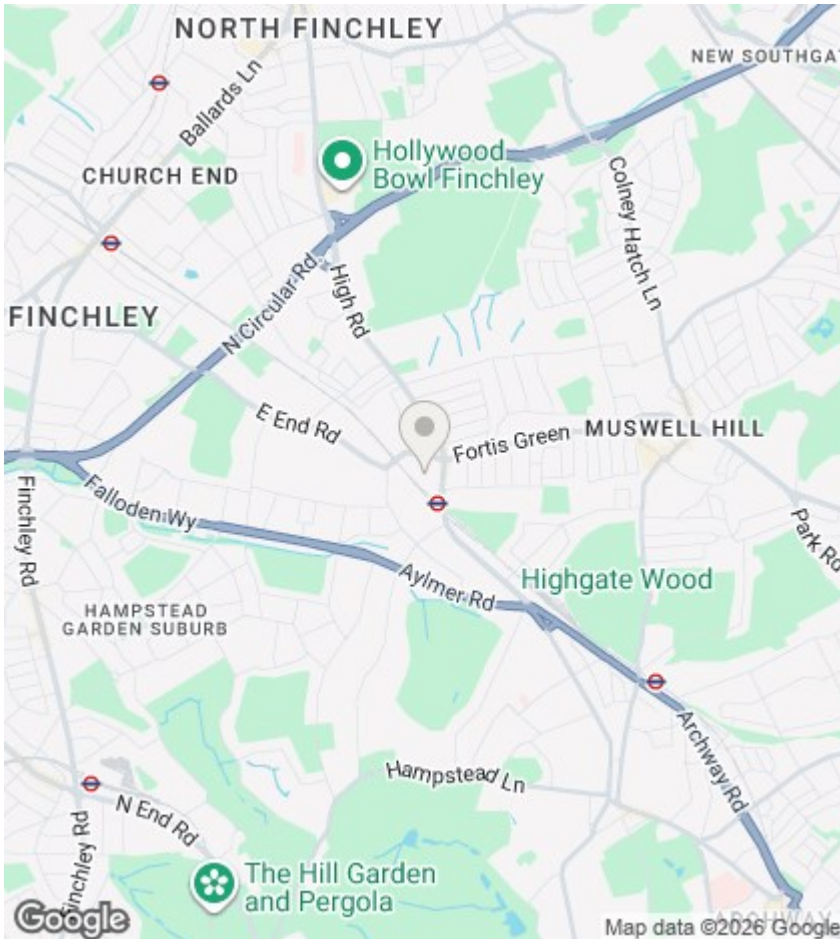 NORTH FINCHLEY
NEW SOUTHGAT
Ballards Ln
CHURCH END
Hollywood
Bowl Finchley
Colney Hatch Ln
FINCHLEY
N Circular Rd
High Rd
E End Rd
Fortis Green
MUSWELL HILL
Finchley Rd
Falloden Wy
Park Rd
Aylmer Rd
Highgate Wood
HAMPSTEAD
GARDEN SUBURB
Archway Rd
Hampstead Ln
N End Rd
Finchley Rd
The Hill Garden
and Pergola
ARCHWAY
Google
Map data ©2026 Google